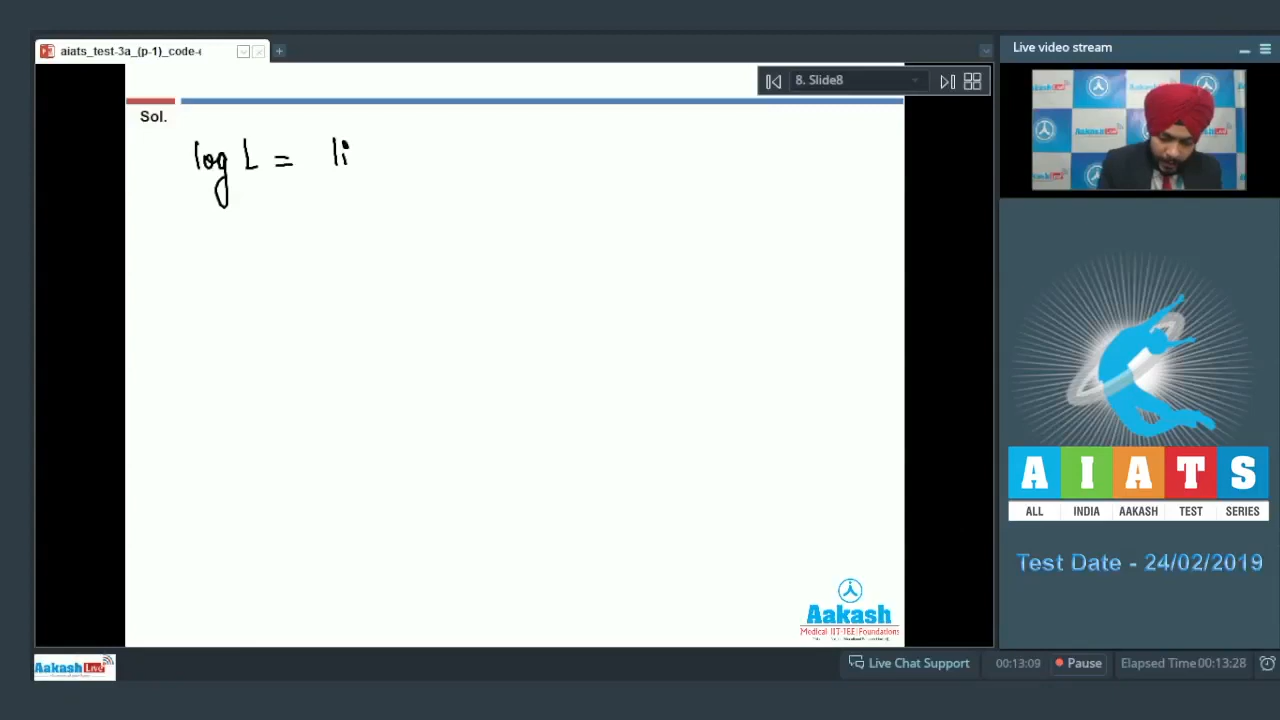 aiats_test-3a_(p-1)_code-
Live video stream
8. Slide8
Sol.
log L = li
AakashLive
A I A T S
ALL INDIA AAKASH TEST SERIES
Test Date - 24/02/2019
Aakash
Medical|IIT-JEE|Foundations
AakashLive
Live Chat Support
00:13:09
Pause
Elapsed Time 00:13:28